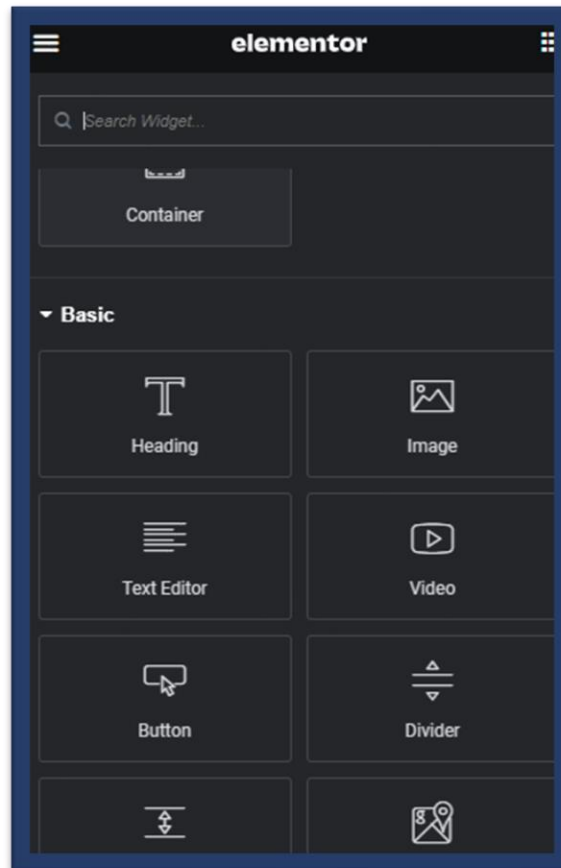 elementor
Search Widget...
Container
Basic
Heading
Image
Text Editor
Video
Button
Divider